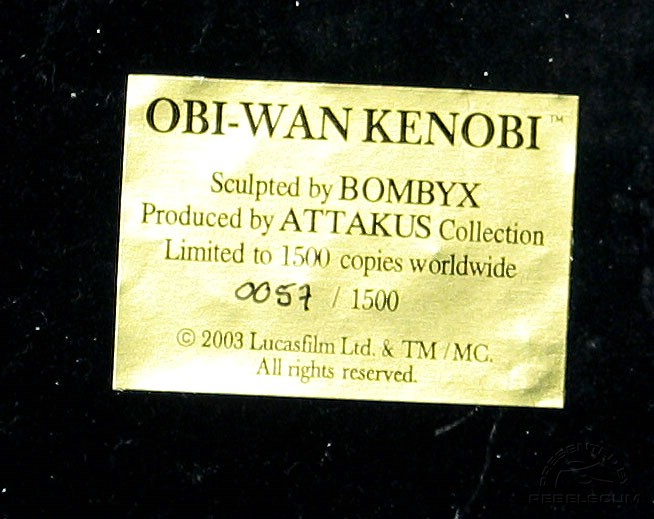 OBI-WAN KENOBI™
Sculpted by BOMBYX
Produced by ATTAKUS Collection
Limited to 1500 copies worldwide
0057 / 1500
© 2003 Lucasfilm Ltd. & TM / MC.
All rights reserved.
REBELSCUM